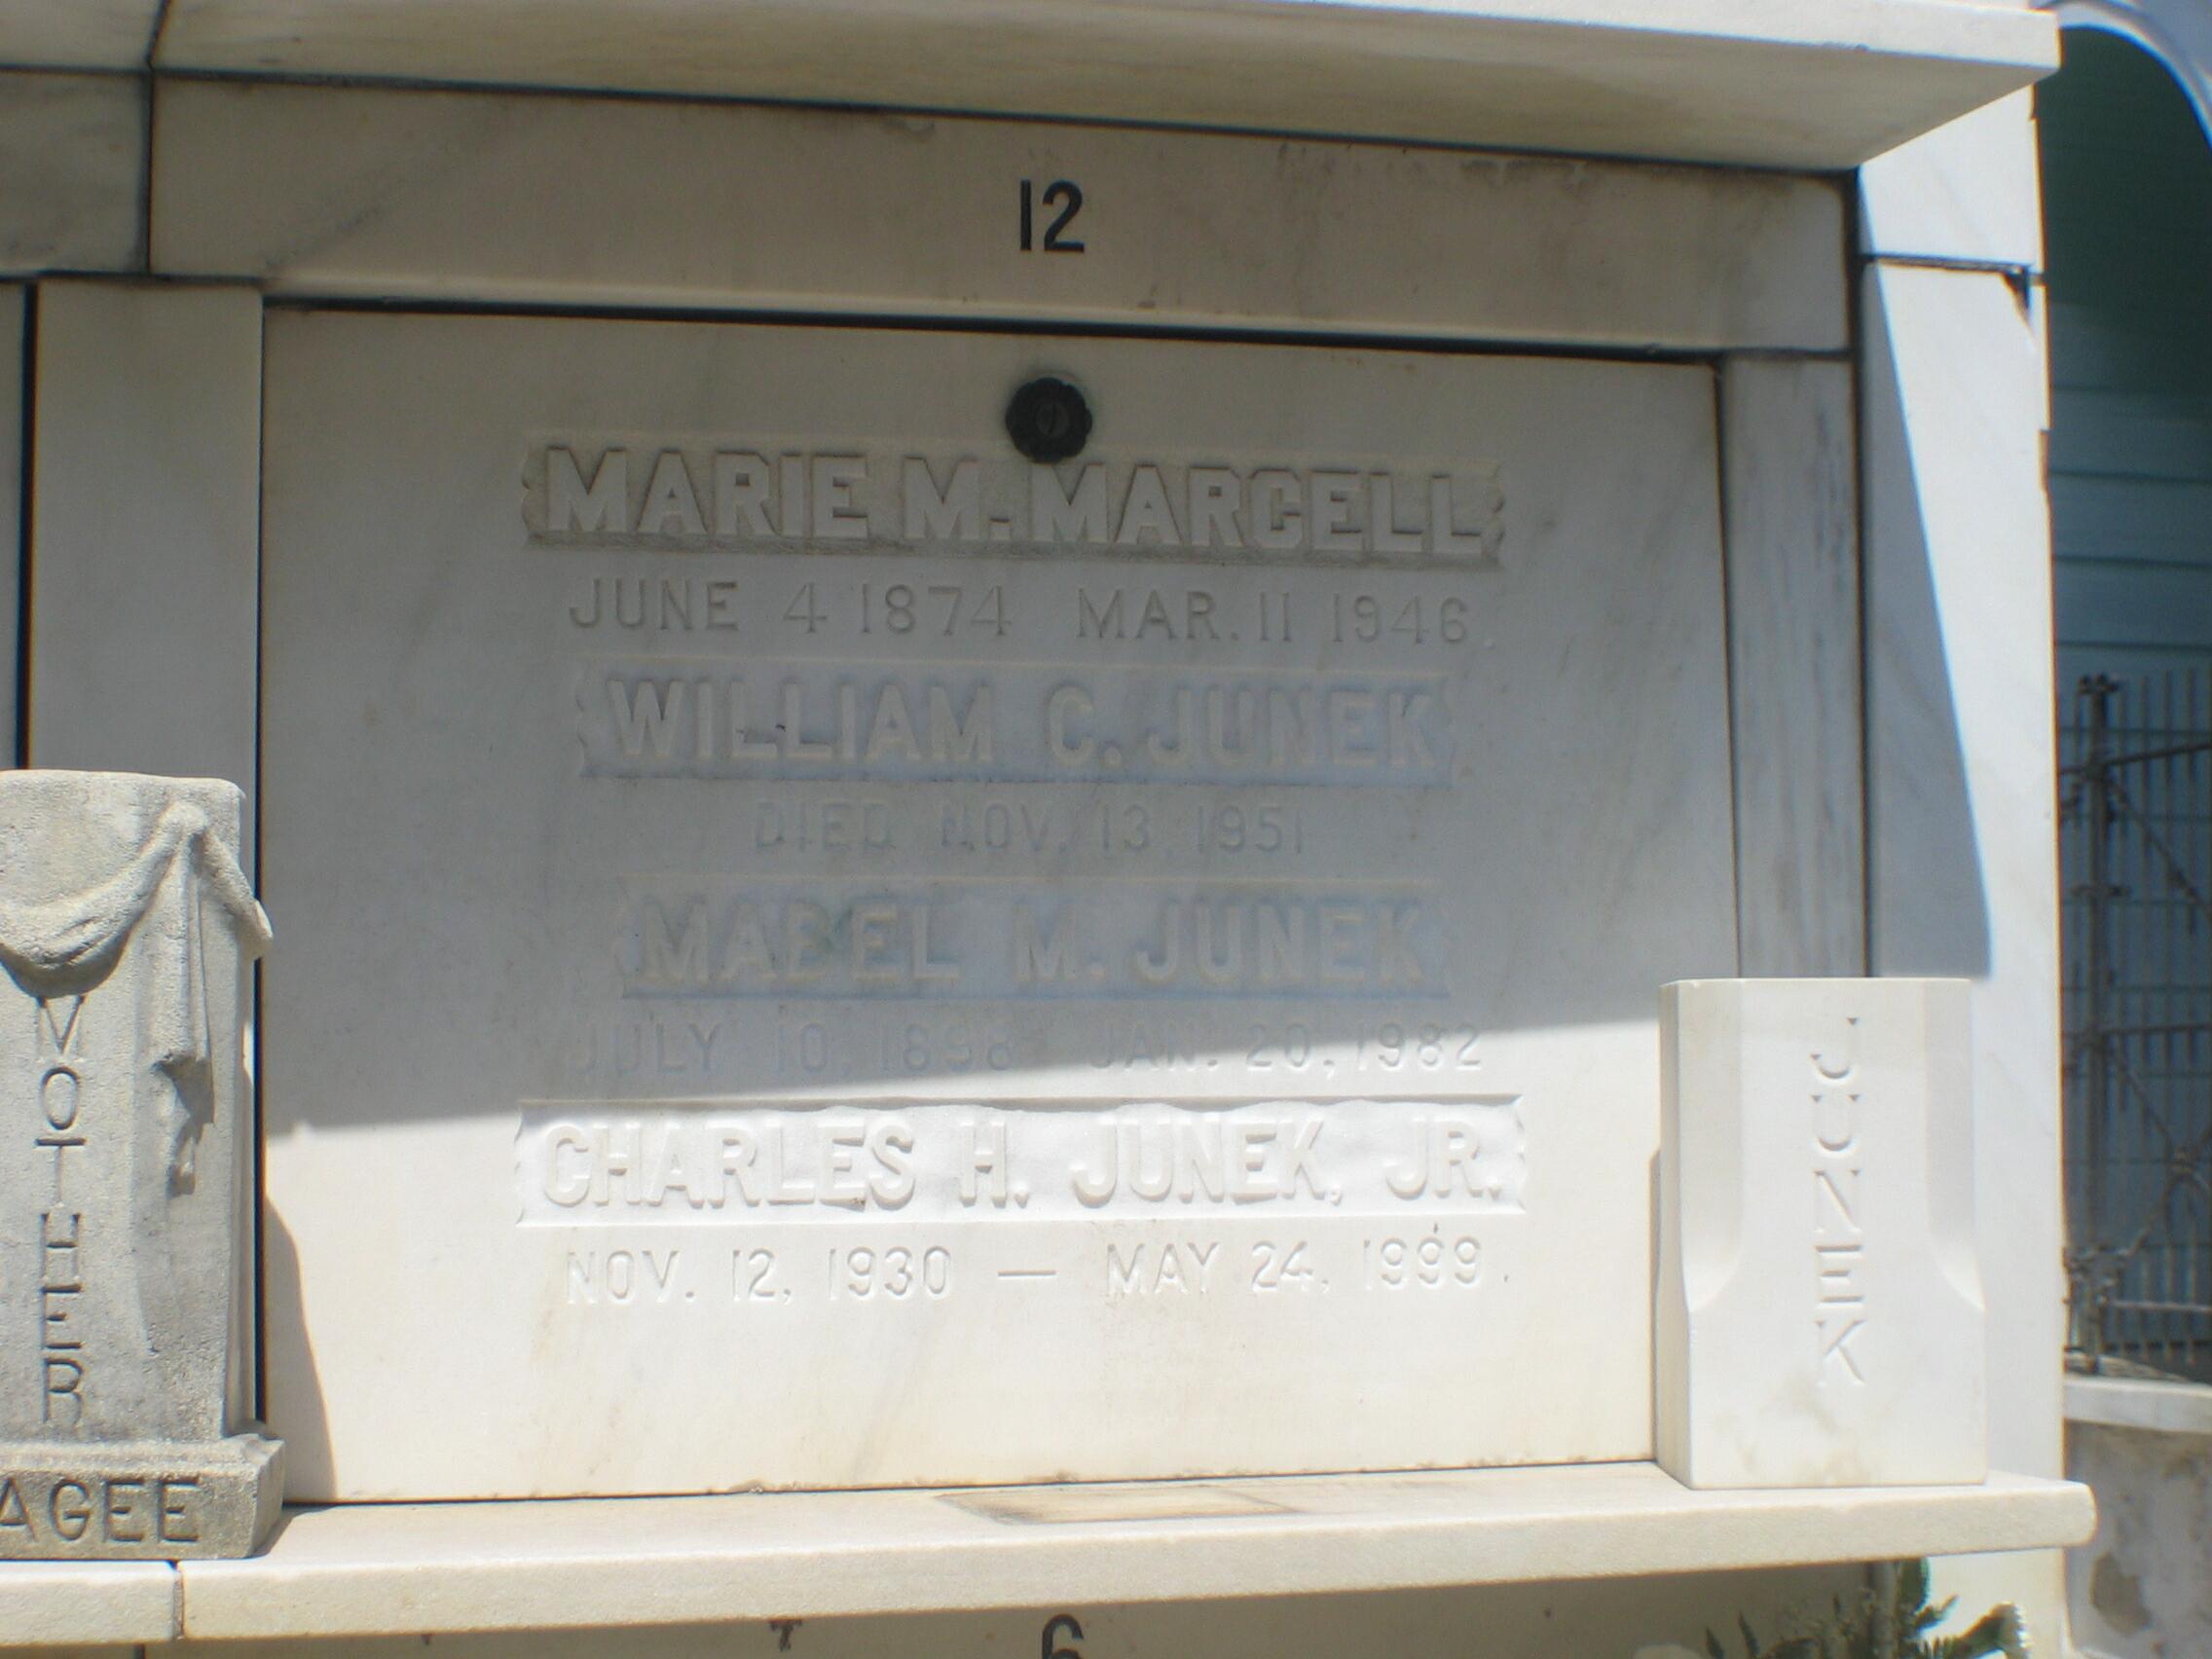 12
MARIE M. MARCELL
JUNE 4 1874 MAR. 11 1946.
WILLIAM C. JUNEK
DIED NOV. 13, 1951
MABEL M. JUNEK
JULY 10, 1898 JAN. 20, 1982
CHARLES H. JUNEK, JR.
NOV. 12, 1930 — MAY 24, 1999.
MOTHER
AGEE
JUNEK
6